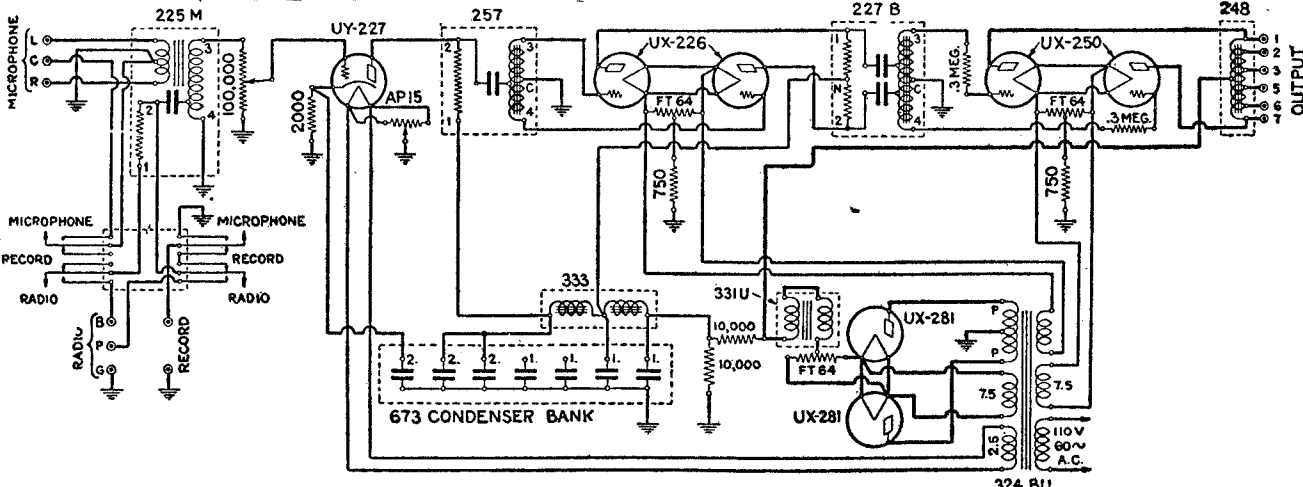 225 M
UY-227
257
227 B
248
MICROPHONE
L
C
R
3
2
1
4
100,000
2000
AP15
2
1
3
C
4
UX-226
FT 64
750
1
N
2
3
C
4
.3 MEG.
UX-250
FT 64
.3 MEG.
750
1
2
3
5
6
7
OUTPUT
MICROPHONE
RECORD
RADIO
MICROPHONE
RECORD
RADIO
RADIO
B
P
G
RECORD
333
2.
2.
2.
1.
1.
1.
1.
673 CONDENSER BANK
10,000
10,000
331U
FT 64
UX-281
UX-281
P
P
7.5
2.5
7.5
110V
60~
A.C.
324 BU